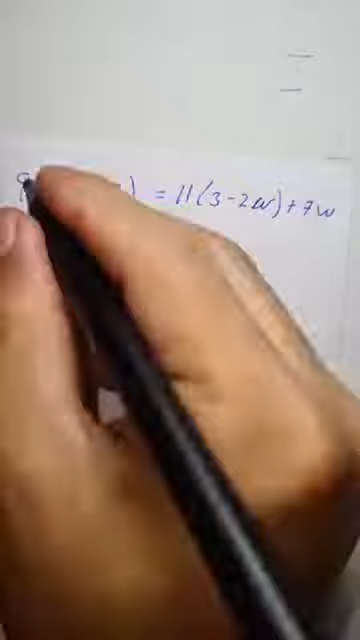 ) = 11(3-2w)+7w